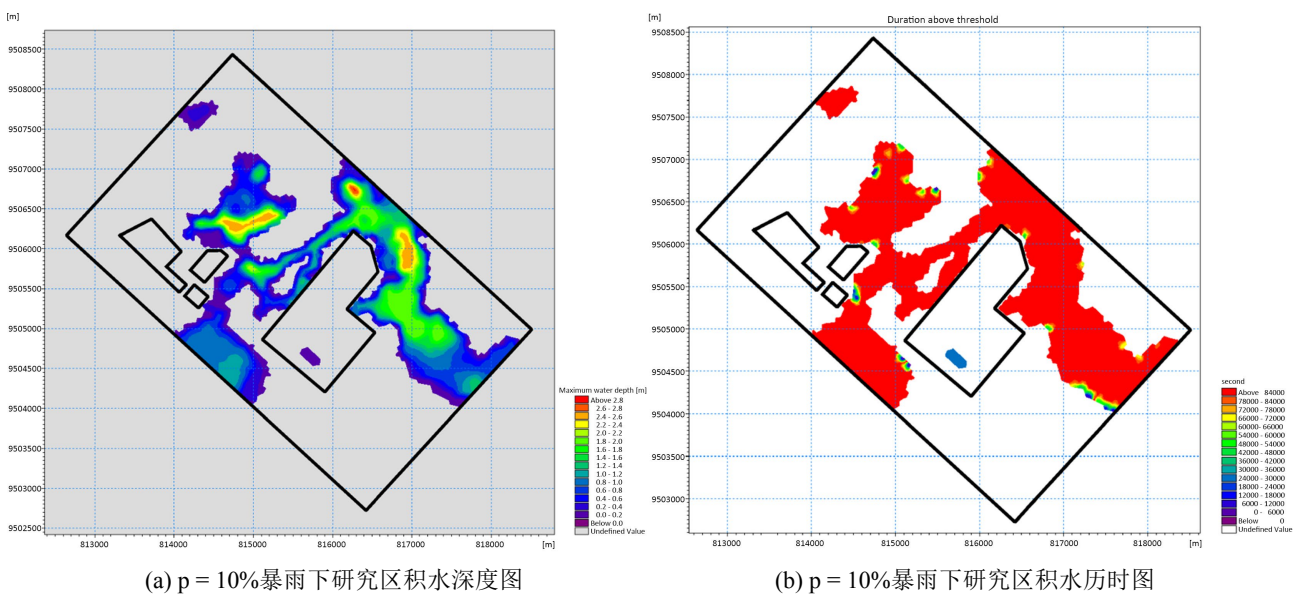 [m]
9508500
9508000
9507500
9507000
9506500
9506000
9505500
9505000
9504500
9504000
9503500
9503000
9502500
813000 814000 815000 816000 817000 818000 [m]
Maximum water depth [m]
Above 2.8
2.6 - 2.8
2.4 - 2.6
2.2 - 2.4
2.0 - 2.2
1.8 - 2.0
1.6 - 1.8
1.4 - 1.6
1.2 - 1.4
1.0 - 1.2
0.8 - 1.0
0.6 - 0.8
0.4 - 0.6
0.2 - 0.4
0.0 - 0.2
Below 0.0
Undefined Value
(a) p = 10%暴雨下研究区积水深度图
[m]
Duration above threshold
9508500
9508000
9507500
9507000
9506500
9506000
9505500
9505000
9504500
9504000
9503500
9503000
813000 814000 815000 816000 817000 818000 [m]
second
Above 84000
78000 - 84000
72000 - 78000
66000 - 72000
60000 - 66000
54000 - 60000
48000 - 54000
42000 - 48000
36000 - 42000
30000 - 36000
24000 - 30000
18000 - 24000
12000 - 18000
6000 - 12000
0 - 6000
Below 0
Undefined Value
(b) p = 10%暴雨下研究区积水历时图